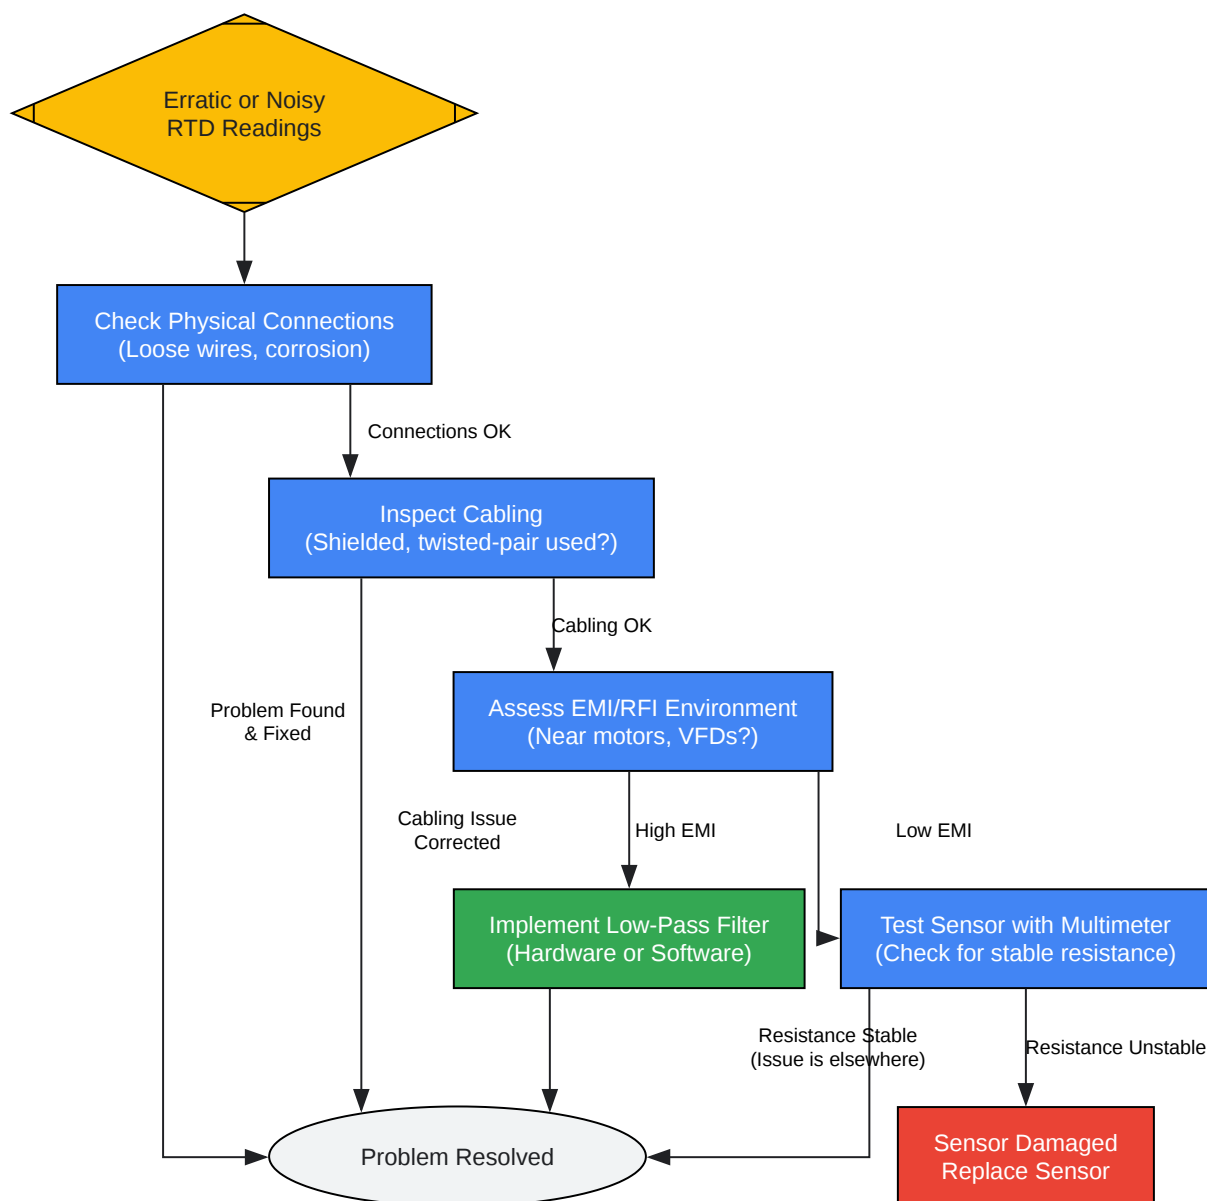 Erratic or Noisy
RTD Readings
Check Physical Connections
(Loose wires, corrosion)
Connections OK
Inspect Cabling
(Shielded, twisted-pair used?)
Cabling OK
Problem Found
& Fixed
Assess EMI/RFI Environment
(Near motors, VFDs?)
Cabling Issue
Corrected
High EMI
Low EMI
Implement Low-Pass Filter
(Hardware or Software)
Test Sensor with Multimeter
(Check for stable resistance)
Resistance Stable
(Issue is elsewhere)
Resistance Unstable
Problem Resolved
Sensor Damaged
Replace Sensor